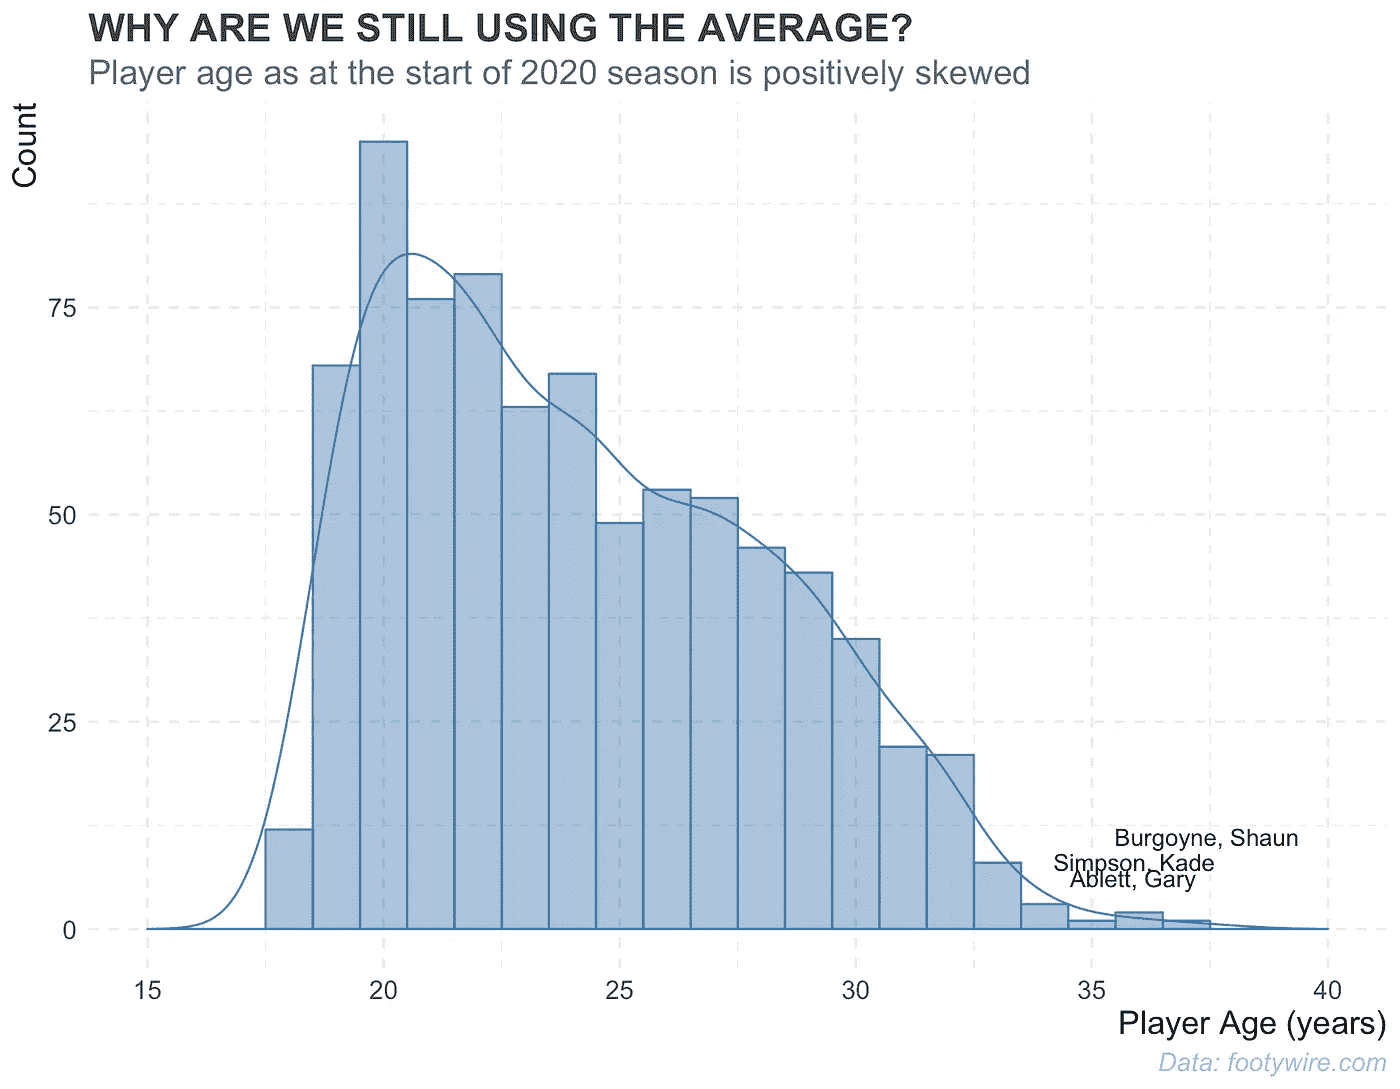 WHY ARE WE STILL USING THE AVERAGE?
Player age as at the start of 2020 season is positively skewed
Count
75
50
25
0
Burgoyne, Shaun
Simpson, Kade
Ablett, Gary
15 20 25 30 35 40
Player Age (years)
Data: footywire.com